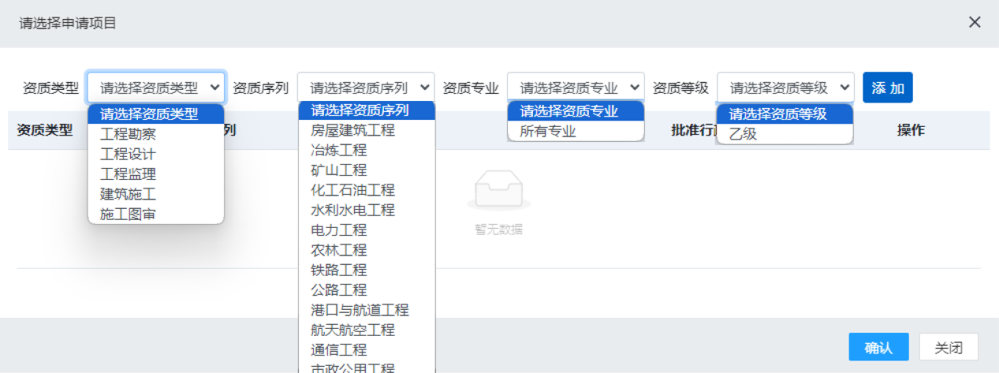 请选择申请项目
资质类型 请选择资质类型 资质序列 请选择资质序列 资质专业 请选择资质专业 资质等级 请选择资质等级 添加
请选择资质类型
工程勘察
工程设计
工程监理
建筑施工
施工图审
请选择资质序列
房屋建筑工程
冶炼工程
矿山工程
化工石油工程
水利水电工程
电力工程
农林工程
铁路工程
公路工程
港口与航道工程
航天航空工程
通信工程
市政公用工程
请选择资质专业
所有专业
请选择资质等级
乙级
资质类型 列 批准行 操作
暂无数据
确认 关闭